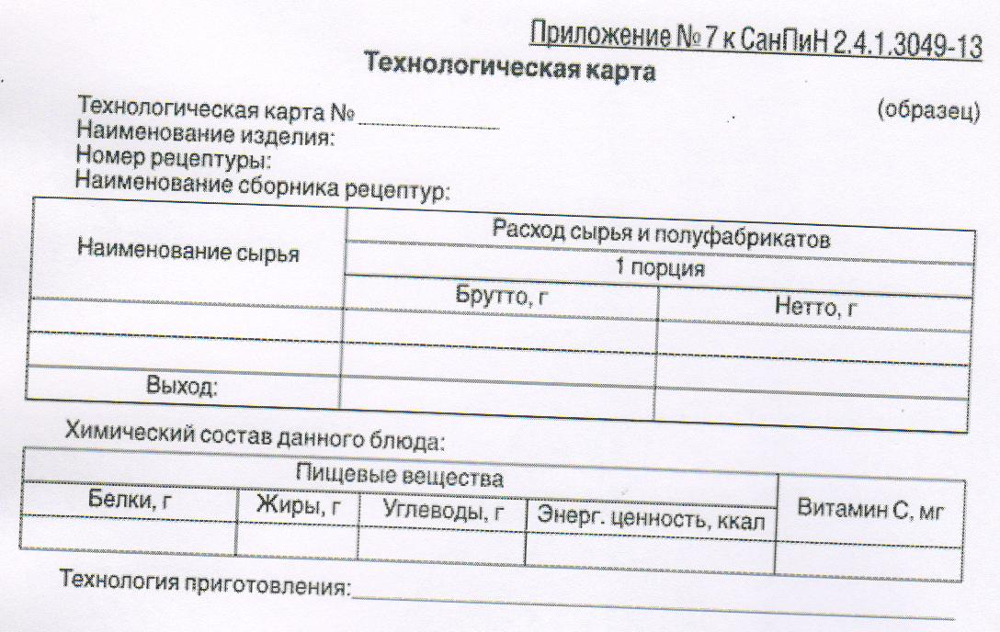 Приложение № 7 к СанПиН 2.4.1.3049-13
Технологическая карта
(образец)
Технологическая карта №
Наименование изделия:
Номер рецептуры:
Наименование сборника рецептур:
Наименование сырья
Расход сырья и полуфабрикатов
1 порция
Брутто, г
Нетто, г
Выход:
Химический состав данного блюда:
Пищевые вещества
Витамин С, мг
Белки, г
Жиры, г
Углеводы, г
Энерг. ценность, ккал
Технология приготовления: